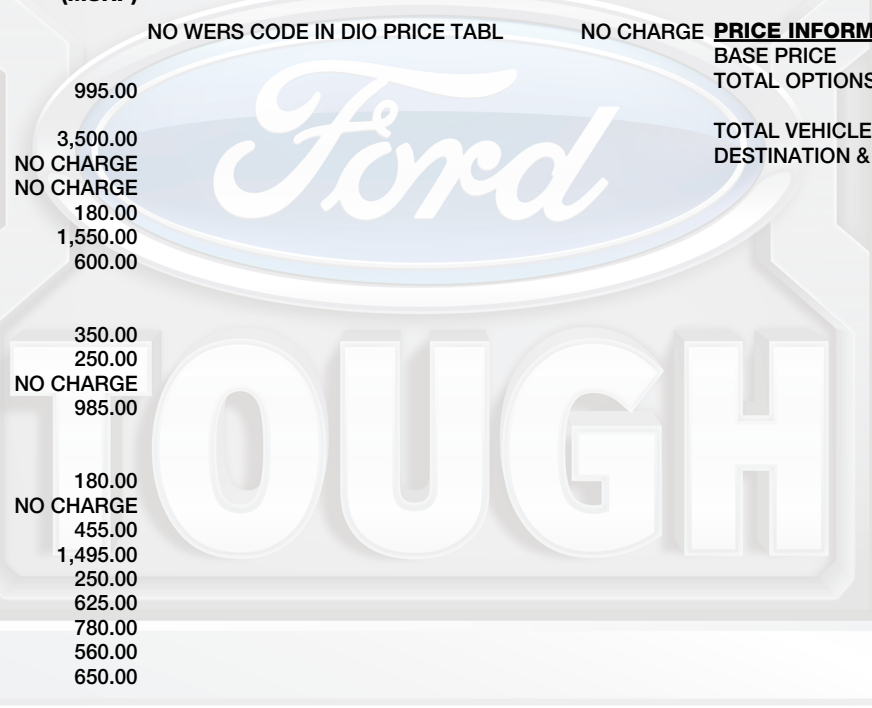 NO WERS CODE IN DIO PRICE TABL NO CHARGE PRICE INFORM
BASE PRICE
995.00 TOTAL OPTIONS
3,500.00 TOTAL VEHICLE
NO CHARGE DESTINATION &
NO CHARGE
180.00
1,550.00
600.00
Ford
350.00
250.00
NO CHARGE
985.00
TOUGH
180.00
NO CHARGE
455.00
1,495.00
250.00
625.00
780.00
560.00
650.00